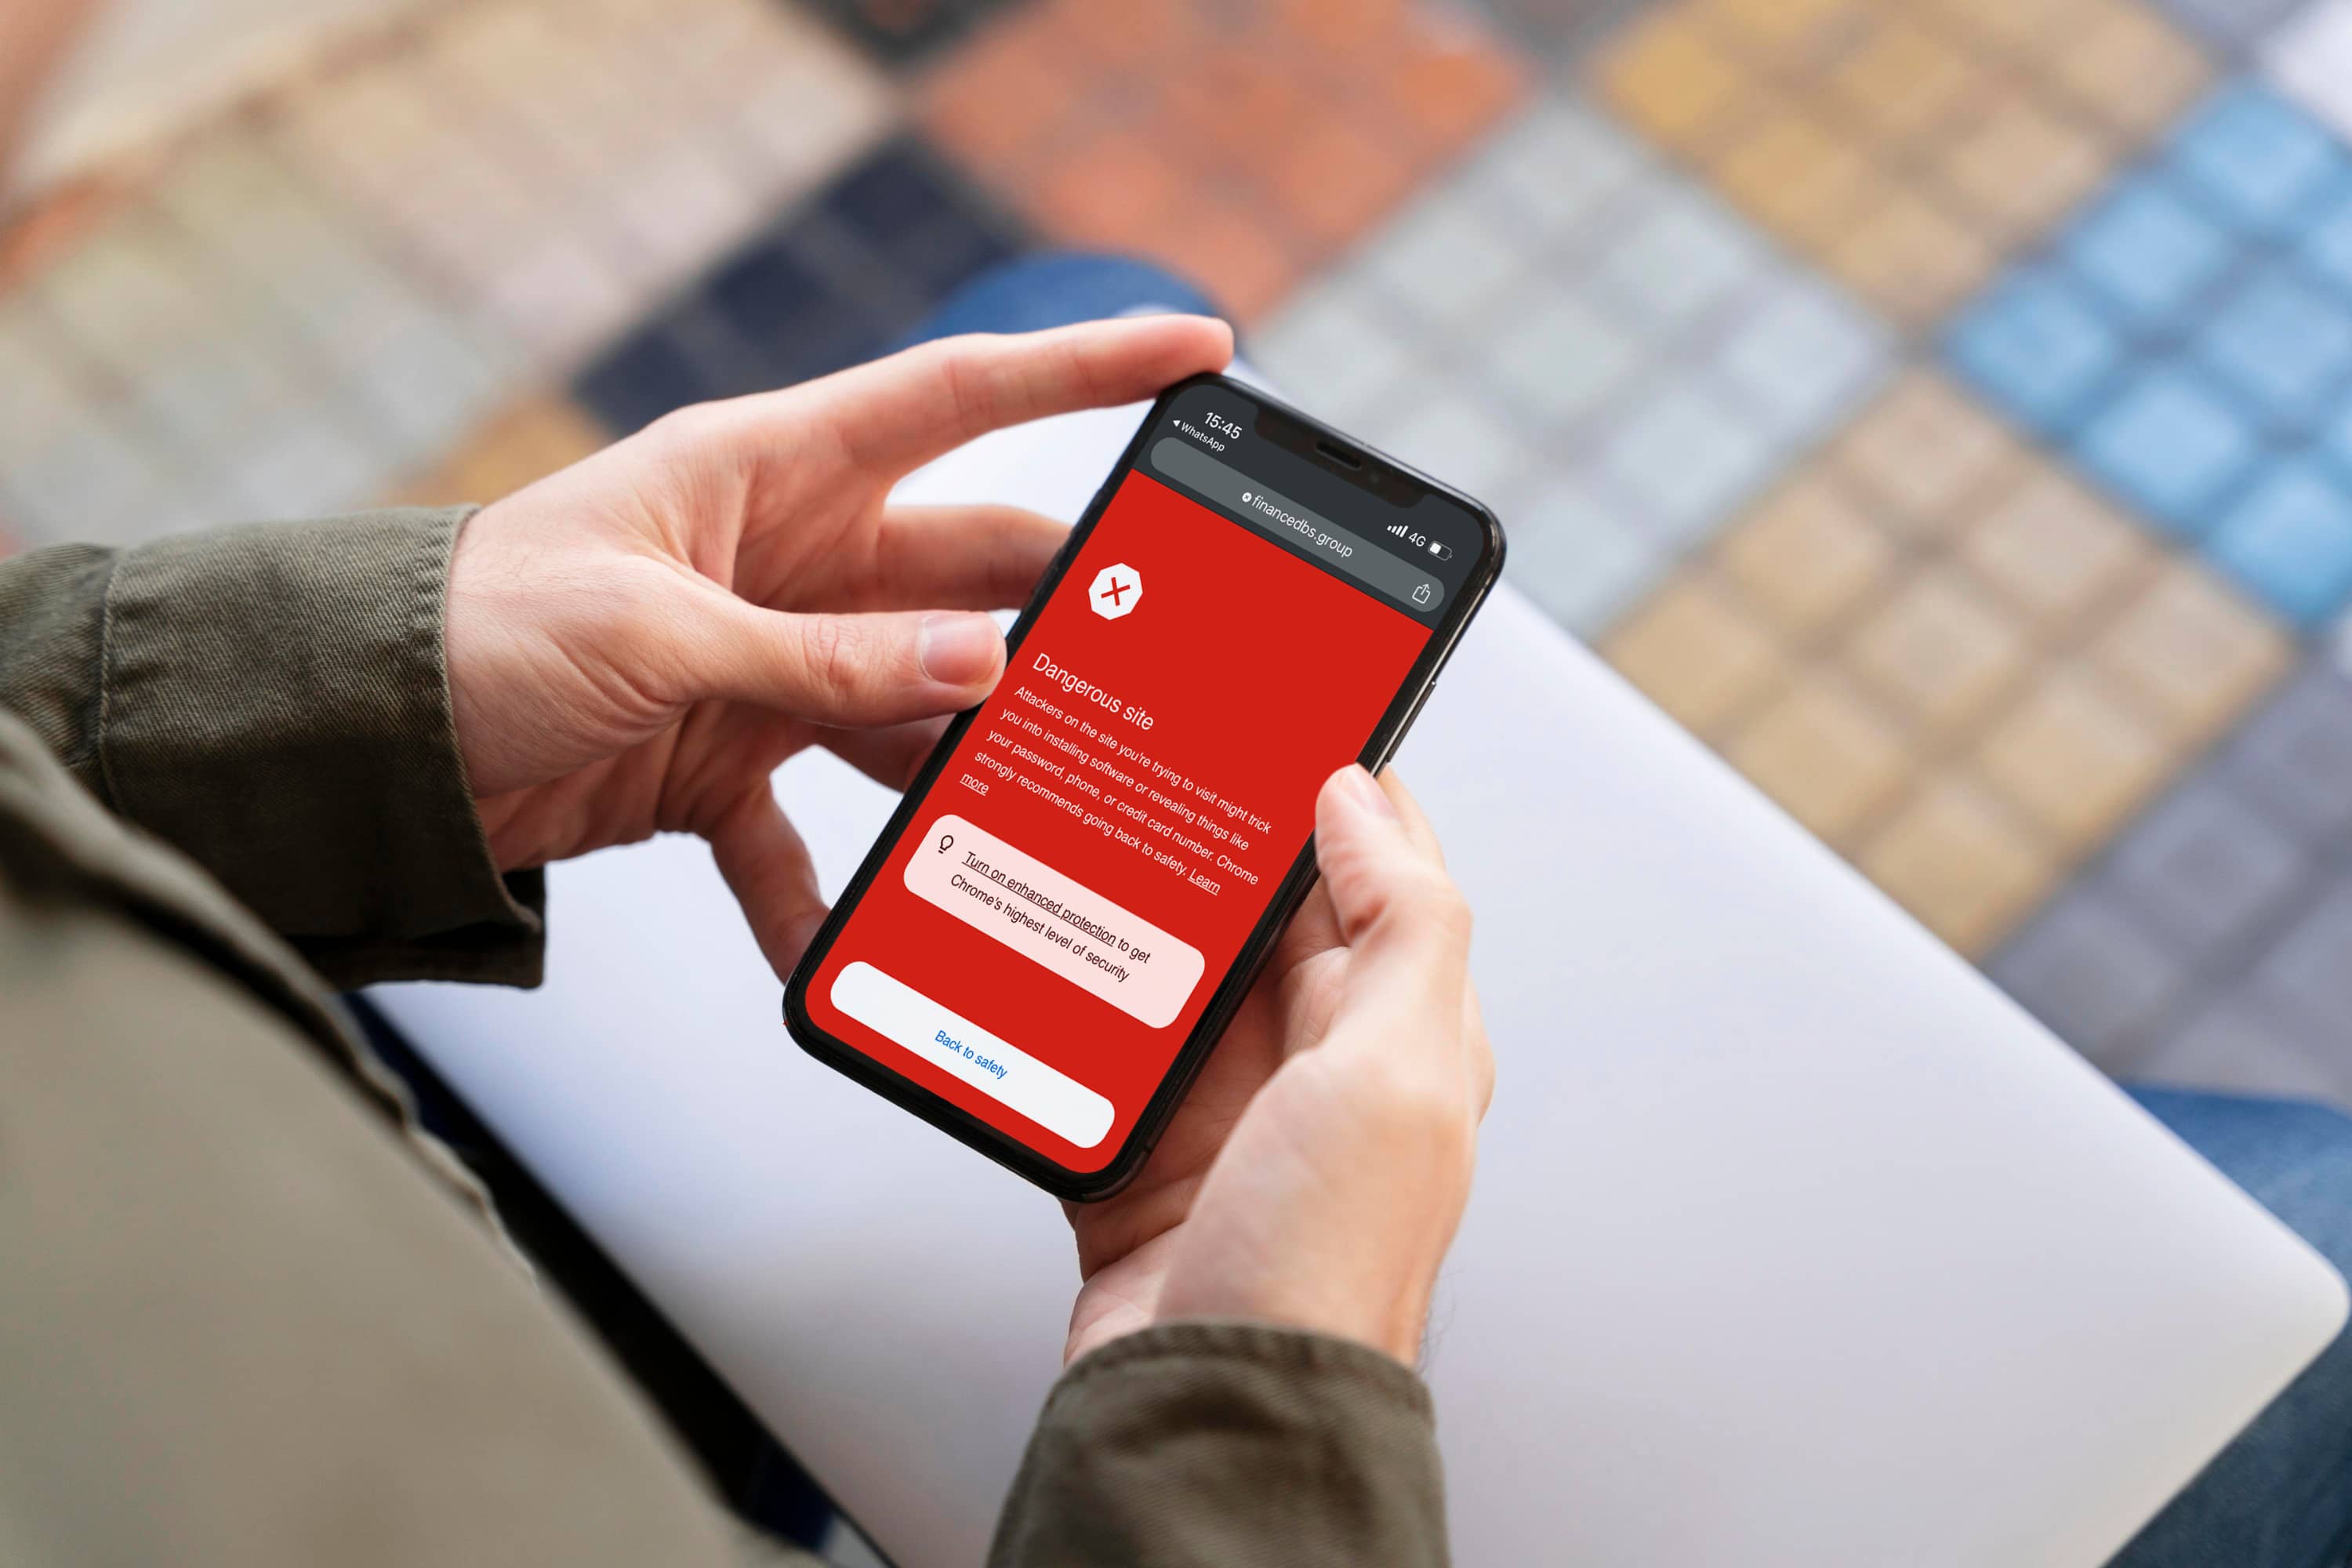 15:45
WhatsApp
4G
financedbs.group
Dangerous site
Attackers on the site you're trying to visit might trick
you into installing software or revealing things like
your password, phone, or credit card number. Chrome
strongly recommends going back to safety. Learn
more
Turn on enhanced protection to get
Chrome's highest level of security
Back to safety